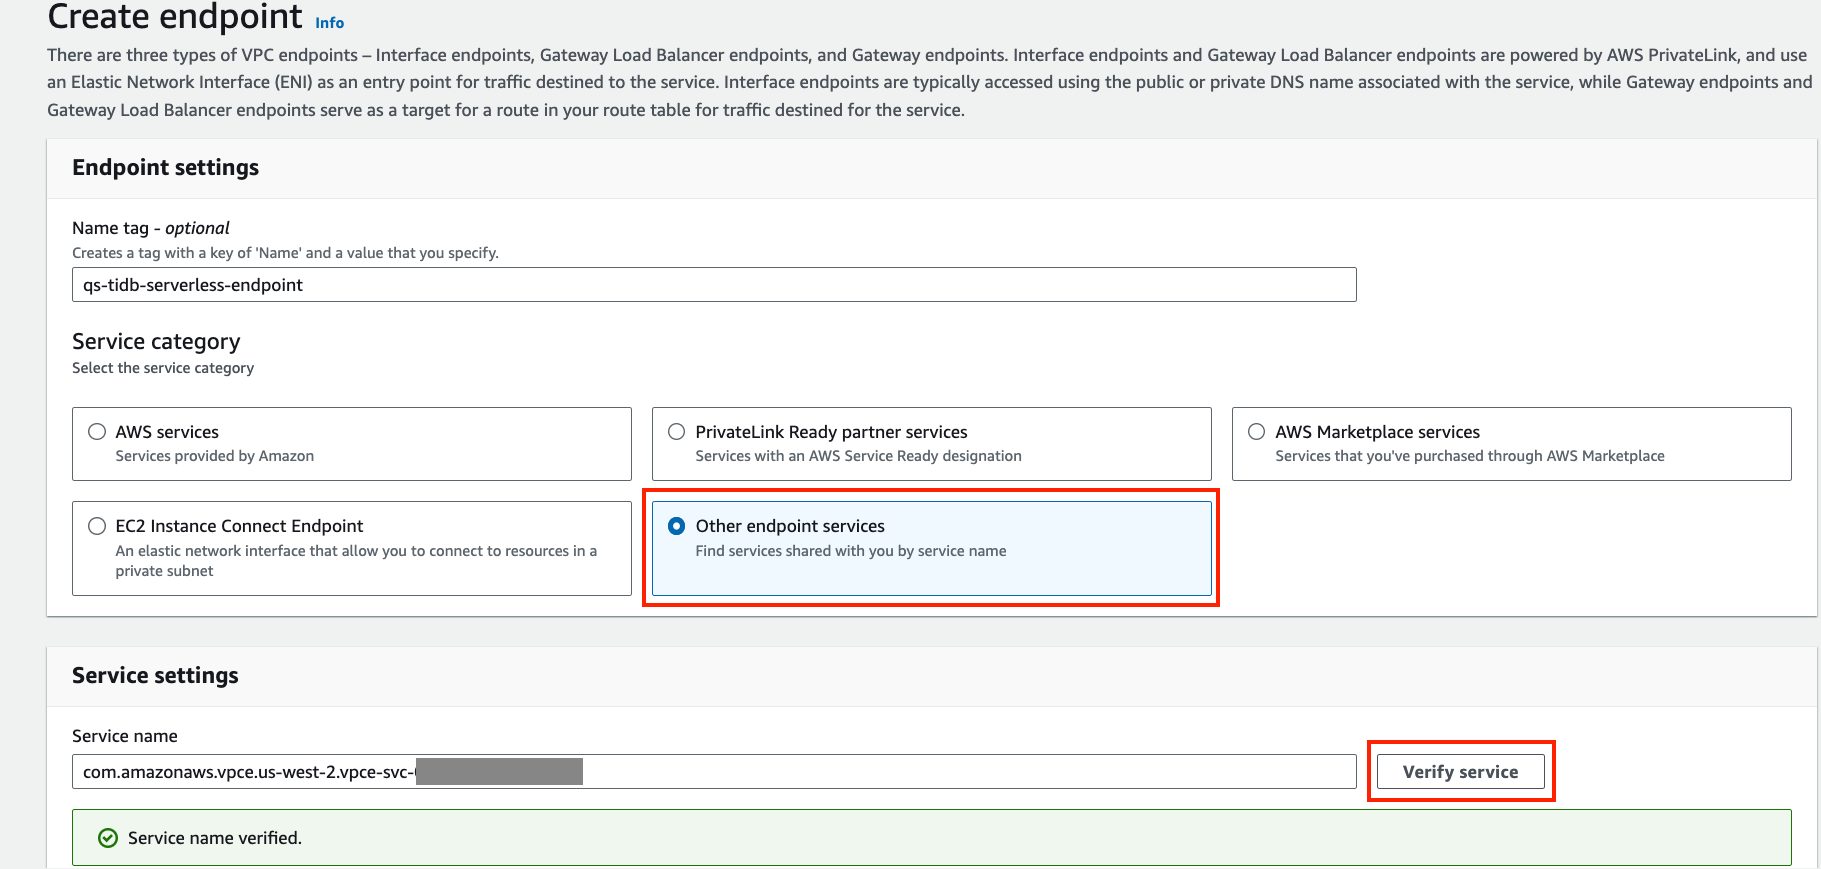 Create endpoint Info
There are three types of VPC endpoints – Interface endpoints, Gateway Load Balancer endpoints, and Gateway endpoints. Interface endpoints and Gateway Load Balancer endpoints are powered by AWS PrivateLink, and use
an Elastic Network Interface (ENI) as an entry point for traffic destined to the service. Interface endpoints are typically accessed using the public or private DNS name associated with the service, while Gateway endpoints and
Gateway Load Balancer endpoints serve as a target for a route in your route table for traffic destined for the service.
Endpoint settings
Name tag - optional
Creates a tag with a key of 'Name' and a value that you specify.
qs-tidb-serverless-endpoint
Service category
Select the service category
AWS services
Services provided by Amazon
PrivateLink Ready partner services
Services with an AWS Service Ready designation
AWS Marketplace services
Services that you've purchased through AWS Marketplace
EC2 Instance Connect Endpoint
An elastic network interface that allow you to connect to resources in a
private subnet
Other endpoint services
Find services shared with you by service name
Service settings
Service name
com.amazonaws.vpce.us-west-2.vpce-svc-
Verify service
Service name verified.